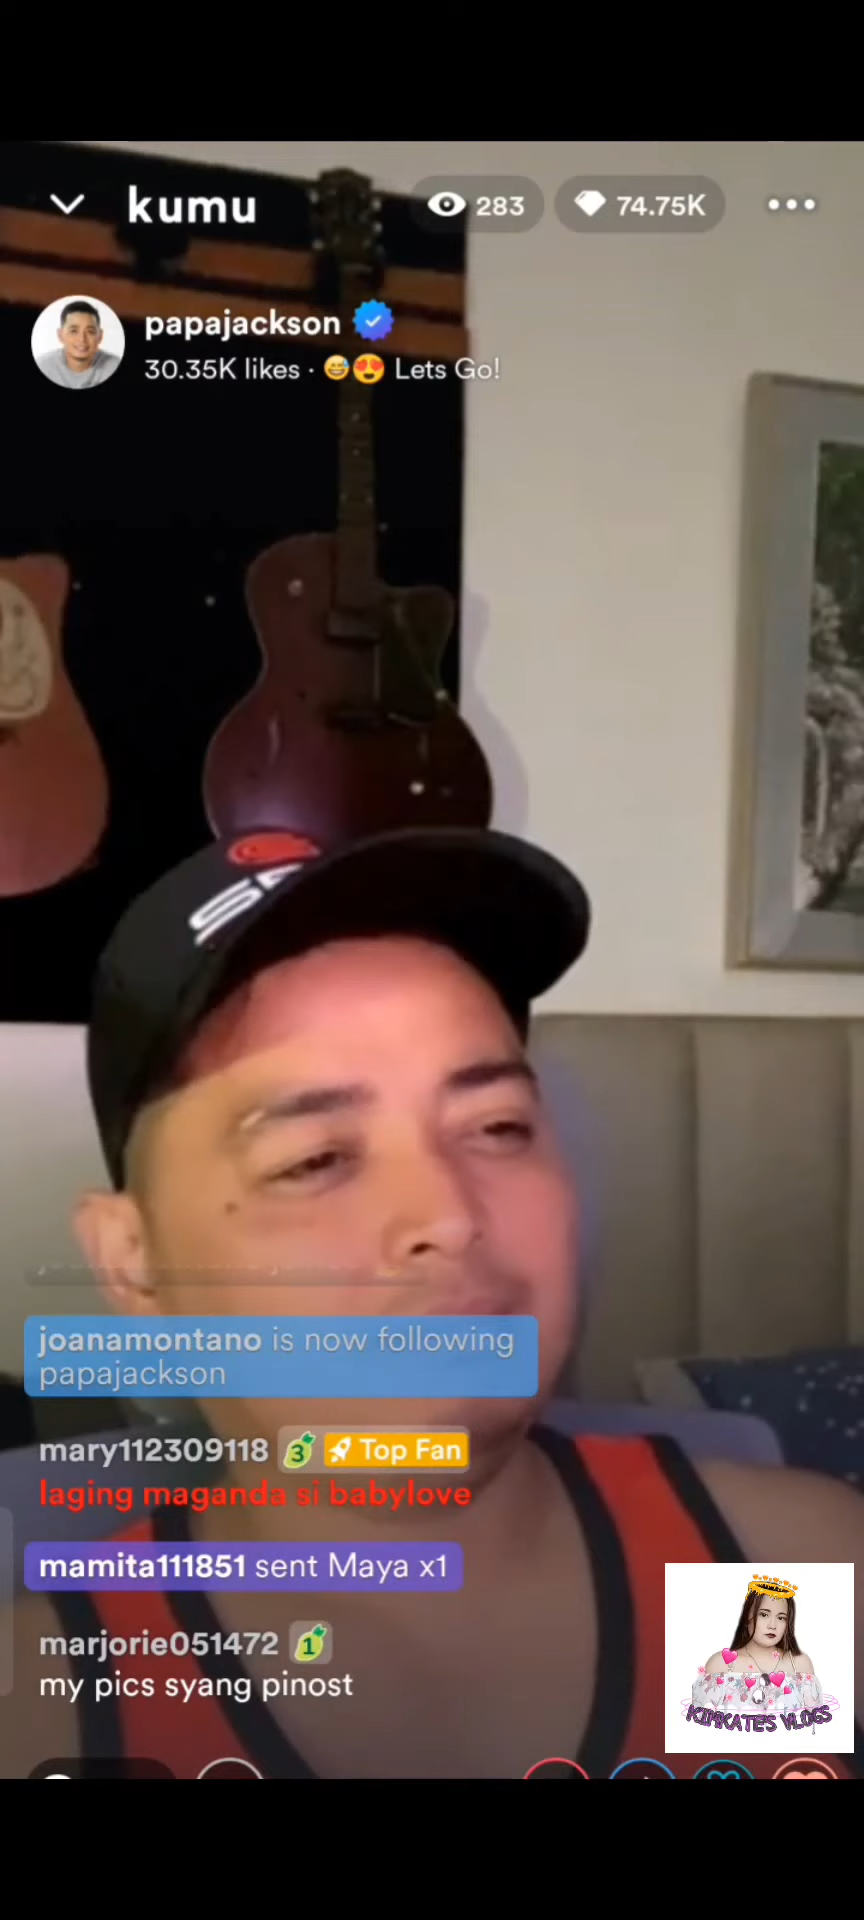 kumu
283
74.75K
papajackson
30.35K likes · 😅😍 Lets Go!
joanamontano is now following
papajackson
mary112309118 3 Top Fan
laging maganda si babylove
mamita111851 sent Maya x1
marjorie051472 1
my pics syang pinost
KIMKATE'S VLOGS